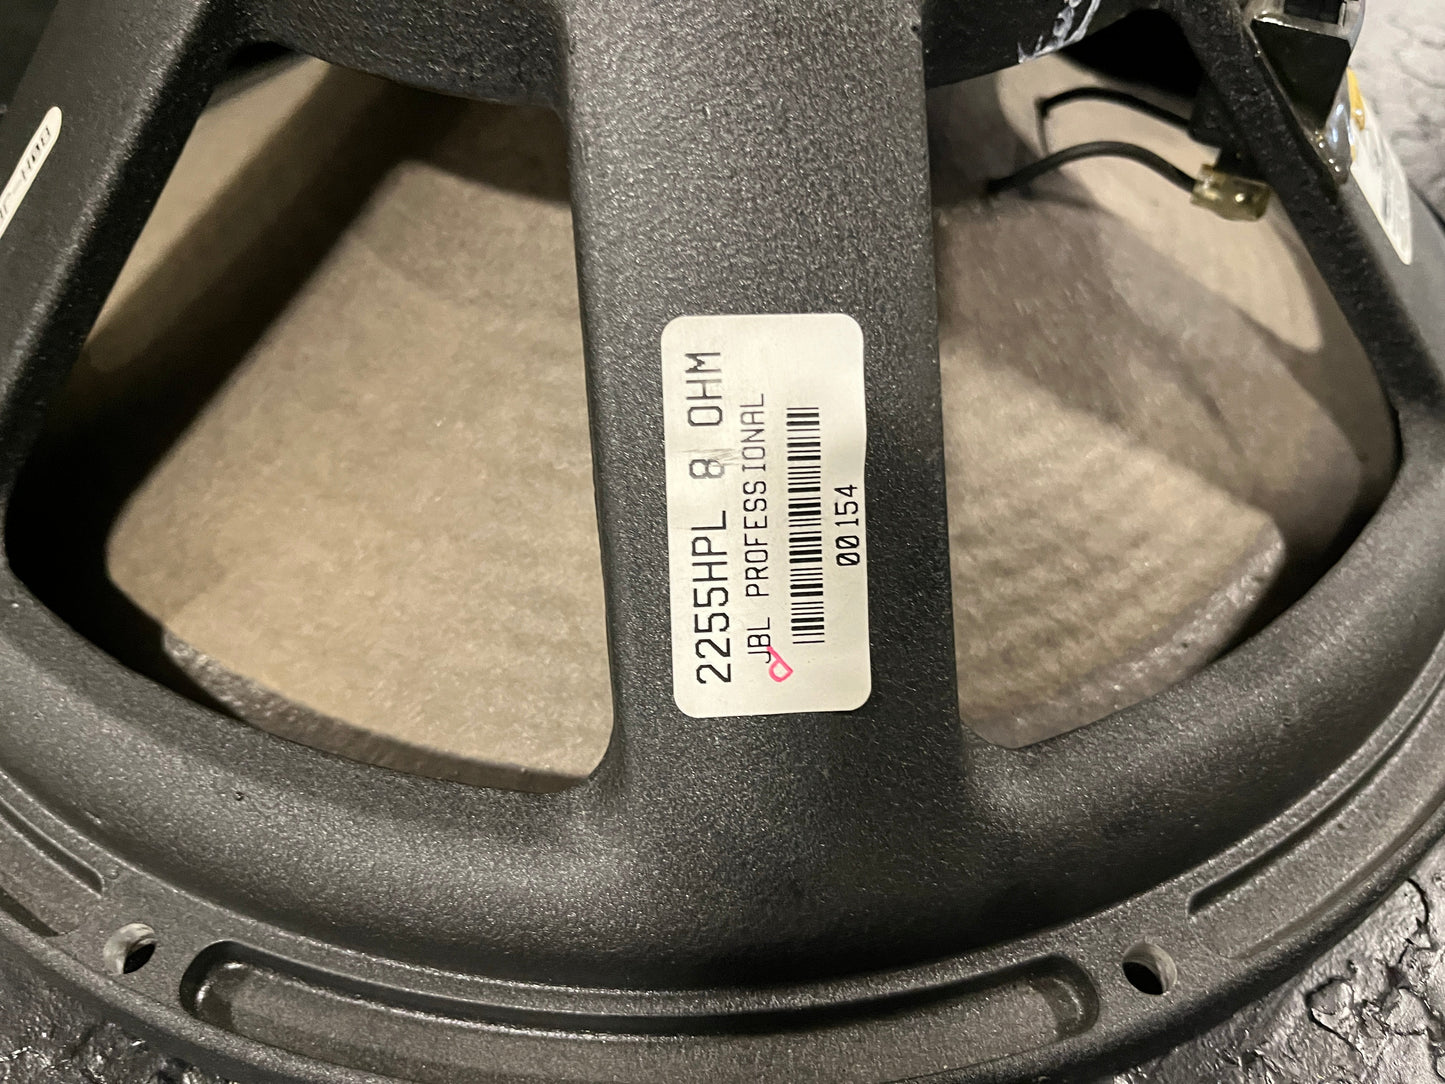 2255HPL 8 OHM
JBL PROFESSIONAL
00154